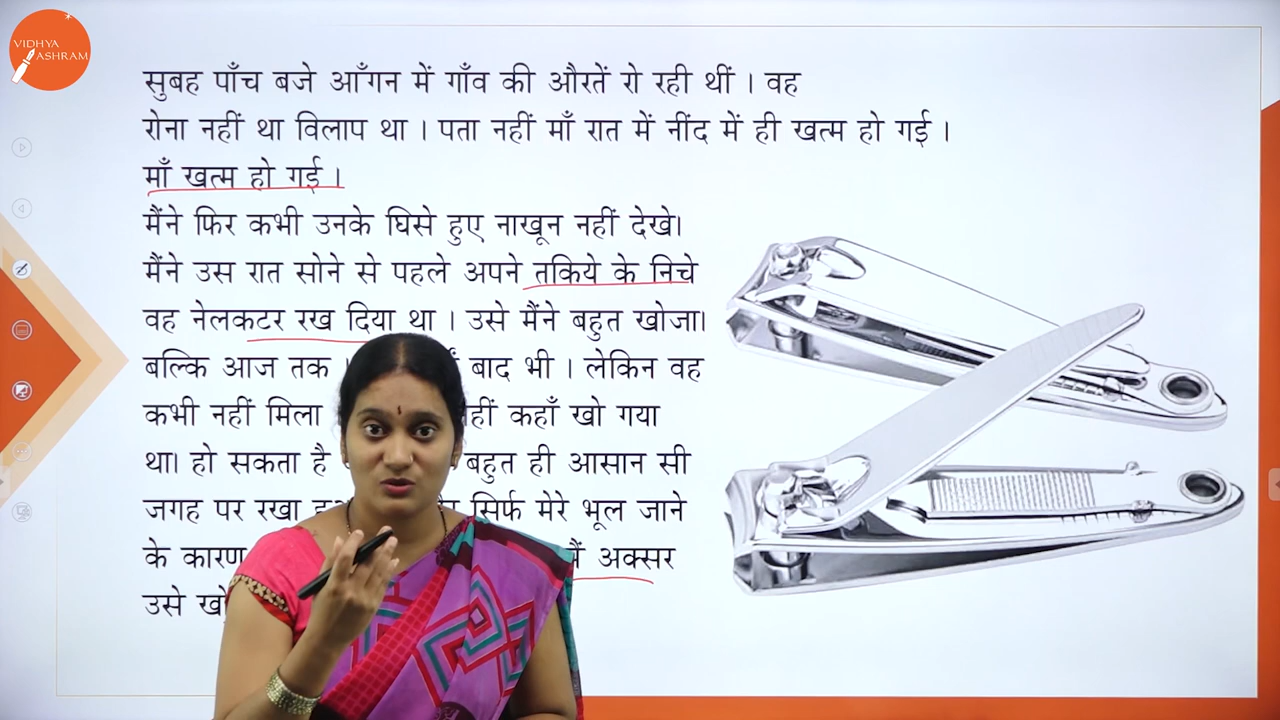 VIDHYA
ASHRAM
सुबह पाँच बजे आँगन में गाँव की औरतें रो रही थीं । वह
रोना नहीं था विलाप था । पता नहीं माँ रात में नींद में ही खत्म हो गई ।
माँ खत्म हो गई ।
मैंने फिर कभी उनके घिसे हुए नाखून नहीं देखे।
मैंने उस रात सोने से पहले अपने तकिये के निचे
वह नेलकटर रख दिया था । उसे मैंने बहुत खोजा।
बल्कि आज तक । बाद भी । लेकिन वह
कभी नहीं मिला कहाँ खो गया
था। हो सकता है बहुत ही आसान सी
जगह पर रखा सिर्फ मेरे भूल जाने
के कारण अक्सर
उसे